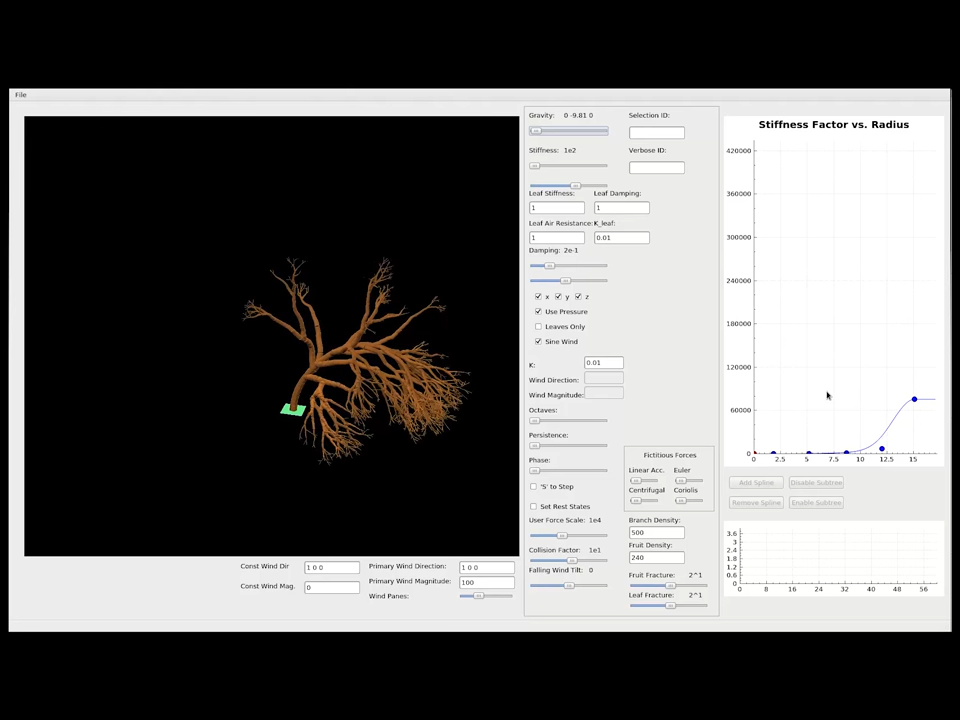 File
Gravity: 0 -9.81 0
Selection ID:
Stiffness: 1e2
Verbose ID:
Leaf Stiffness: Leaf Damping:
1 1
Leaf Air Resistance: K_leaf:
1 0.01
Damping: 2e-1
x y z
Use Pressure
Leaves Only
Sine Wind
K: 0.01
Wind Direction:
Wind Magnitude:
Octaves:
Persistence:
Phase:
'S' to Step
Set Rest States
User Force Scale: 1e4
Collision Factor: 1e1
Falling Wind Tilt: 0
Fictitious Forces
Linear Acc. Euler
Centrifugal Coriolis
Branch Density:
500
Fruit Density:
240
Fruit Fracture: 2^1
Leaf Fracture: 2^1
Const Wind Dir 1 0 0
Primary Wind Direction: 1 0 0
Const Wind Mag. 0
Primary Wind Magnitude: 100
Wind Panes:
Stiffness Factor vs. Radius
420000
360000
300000
240000
180000
120000
60000
0
0 2.5 5 7.5 10 12.5 15
Add Spline Disable Subtree
Remove Spline Enable Subtree
3.6
3
2.4
1.8
1.2
0.6
0
0 8 16 24 32 40 48 56